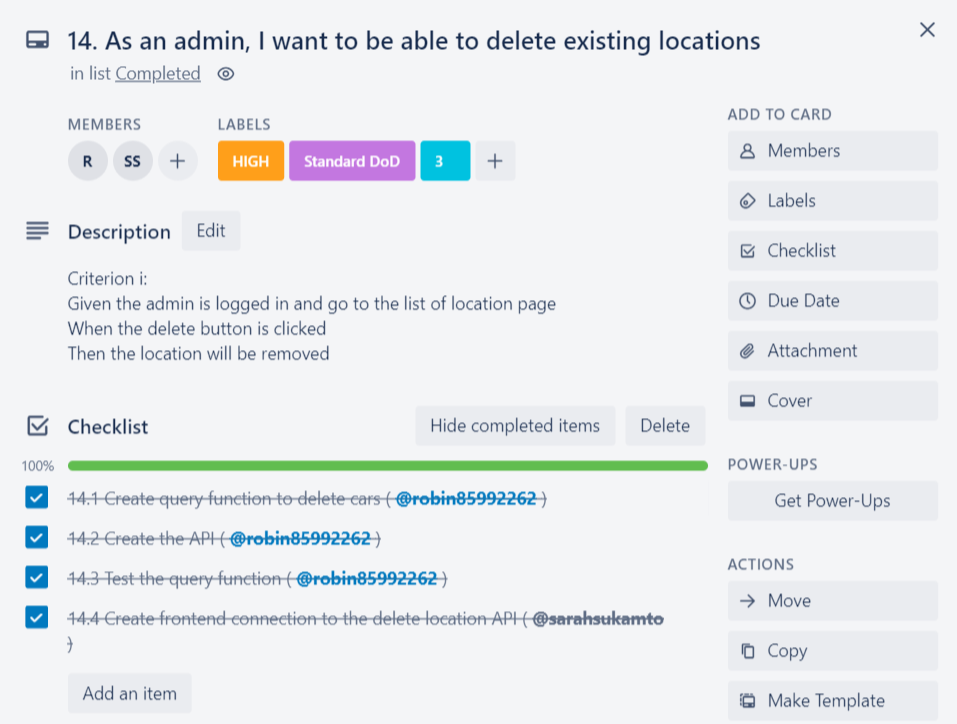 14. As an admin, I want to be able to delete existing locations
in list Completed
MEMBERS
R SS
LABELS
HIGH Standard DoD 3
Description Edit
Criterion i:
Given the admin is logged in and go to the list of location page
When the delete button is clicked
Then the location will be removed
Checklist Hide completed items Delete
100%
14.1 Create query function to delete cars ( @robin85992262 )
14.2 Create the API ( @robin85992262 )
14.3 Test the query function ( @robin85992262 )
14.4 Create frontend connection to the delete location API ( @sarahsukamto
)
Add an item
ADD TO CARD
Members
Labels
Checklist
Due Date
Attachment
Cover
POWER-UPS
Get Power-Ups
ACTIONS
Move
Copy
Make Template